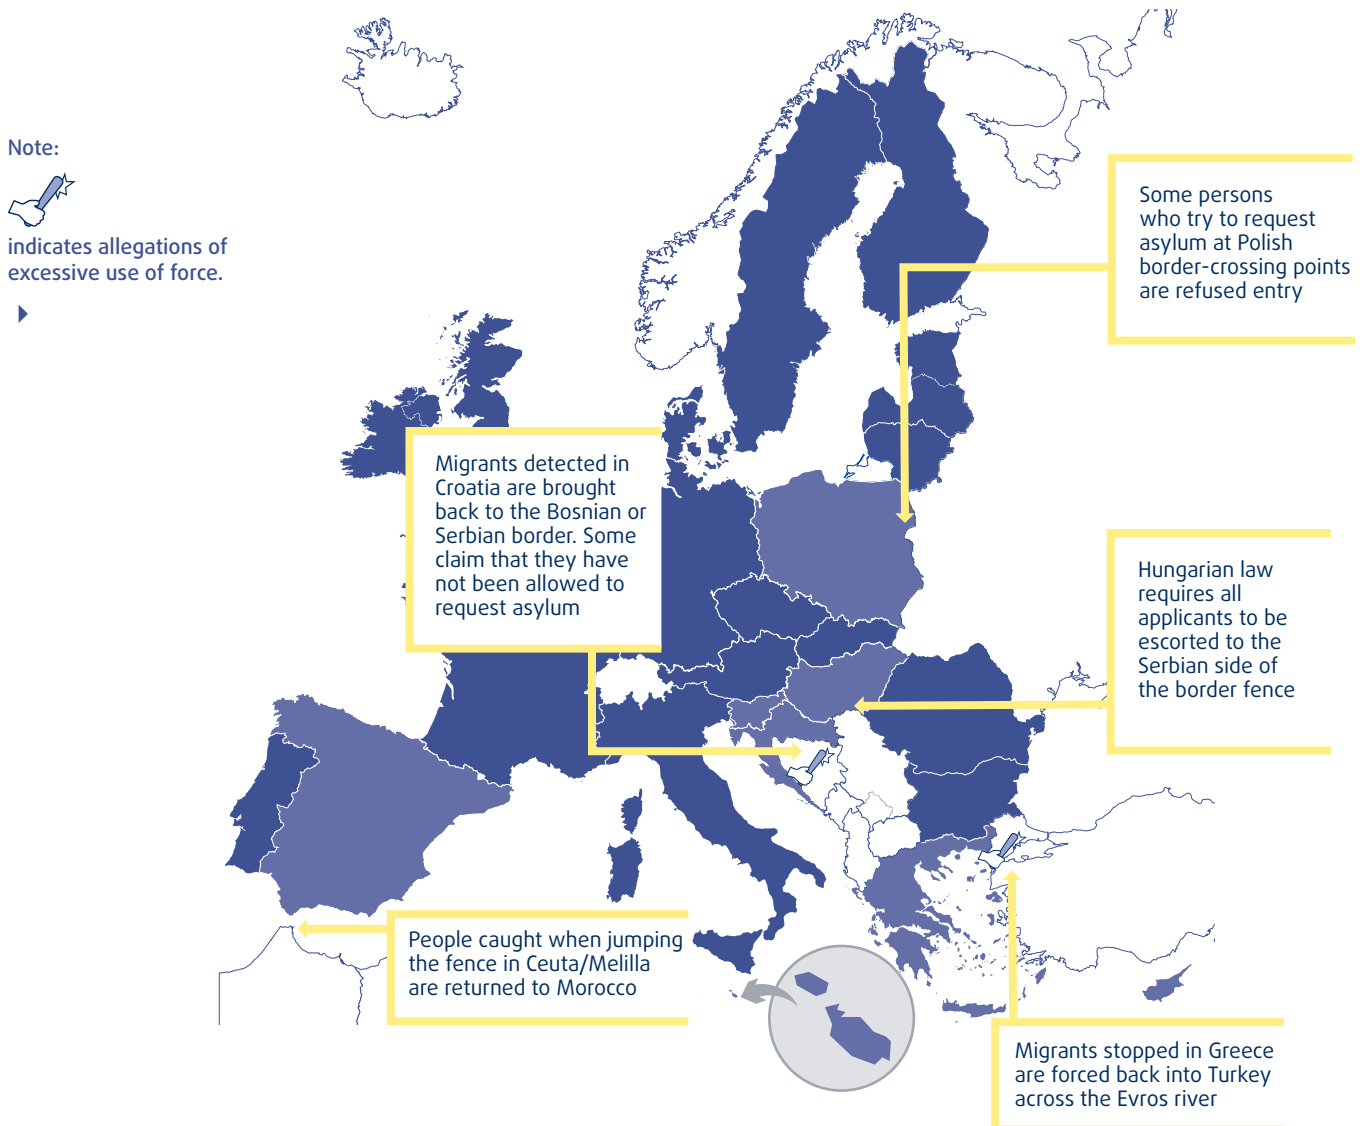 Note:
indicates allegations of
excessive use of force.
Some persons
who try to request
asylum at Polish
border-crossing points
are refused entry
Migrants detected in
Croatia are brought
back to the Bosnian or
Serbian border. Some
claim that they have
not been allowed to
request asylum
Hungarian law
requires all
applicants to be
escorted to the
Serbian side of
the border fence
People caught when jumping
the fence in Ceuta/Melilla
are returned to Morocco
Migrants stopped in Greece
are forced back into Turkey
across the Evros river